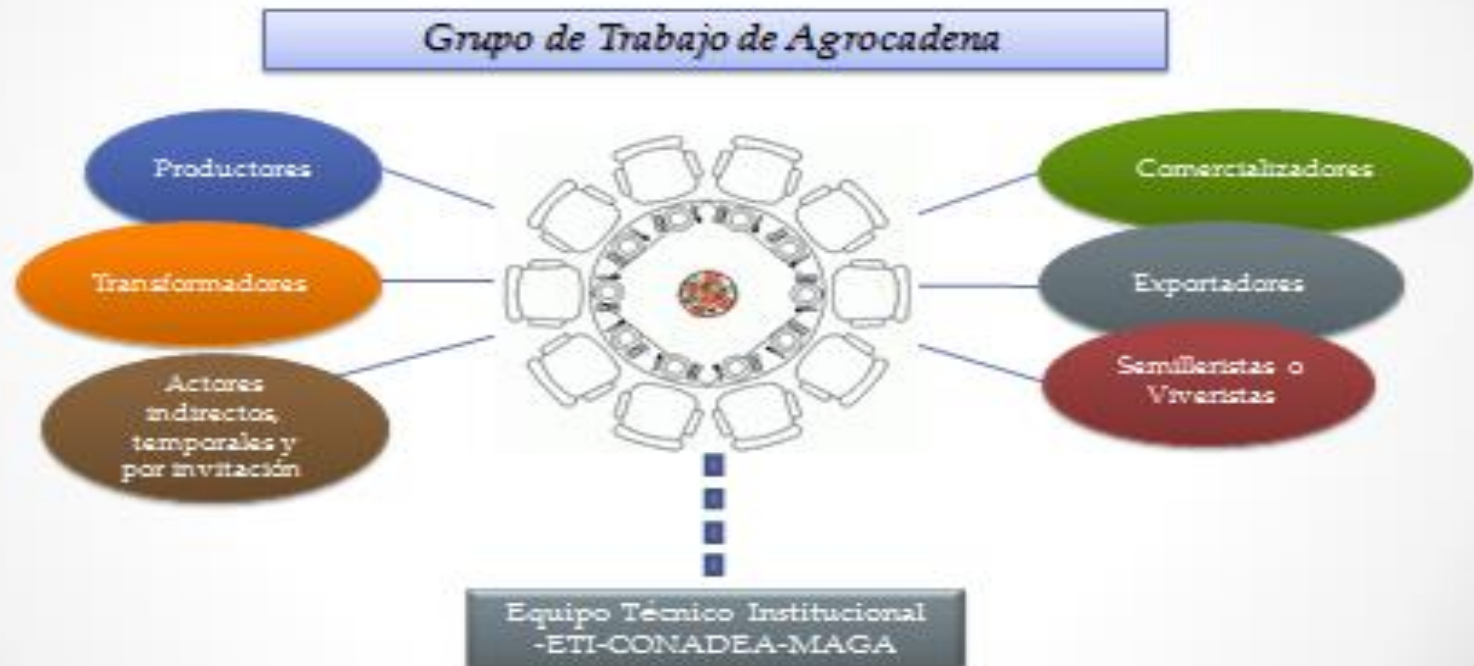 Grupo de Trabajo de Agrocadena
Productores
Transformadores
Actores
indirectos,
temporales y
por invitación
Comercializadores
Exportadores
Semilleristas o
Viveristas
Equipo Técnico Institucional
-ETI-CONADEA-MAGA